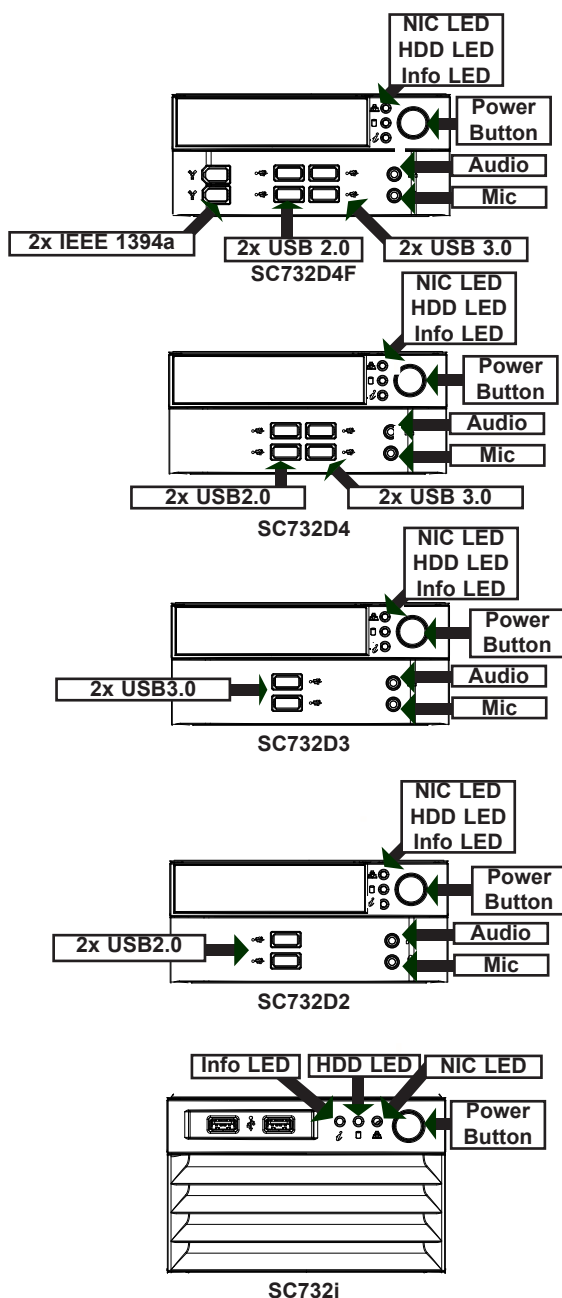 NIC LED
HDD LED
Info LED
Power
Button
Audio
Mic
2x IEEE 1394a
2x USB 2.0
2x USB 3.0
SC732D4F
NIC LED
HDD LED
Info LED
Power
Button
Audio
Mic
2x USB2.0
2x USB 3.0
SC732D4
NIC LED
HDD LED
Info LED
Power
Button
2x USB3.0
Audio
Mic
SC732D3
NIC LED
HDD LED
Info LED
Power
Button
2x USB2.0
Audio
Mic
SC732D2
Info LED
HDD LED
NIC LED
Power
Button
SC732i